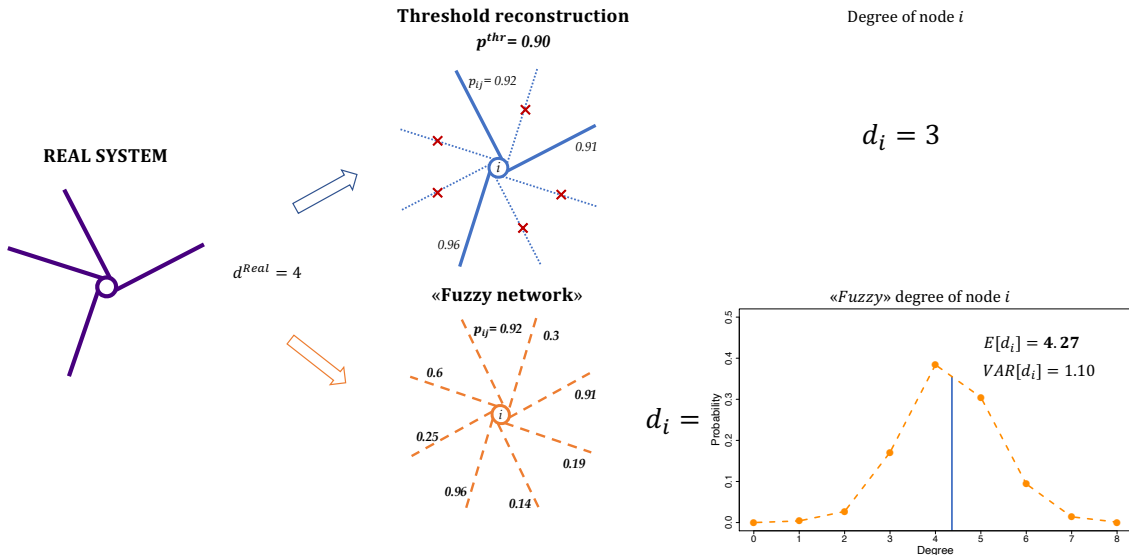 Threshold reconstruction
p^thr = 0.90
Degree of node i
p_ij = 0.92
0.91
i
0.96
d_i = 3
REAL SYSTEM
d^Real = 4
«Fuzzy network»
p_ij = 0.92
0.3
0.6
0.91
i
0.25
0.19
0.96
0.14
«Fuzzy» degree of node i
d_i =
E[d_i] = 4.27
VAR[d_i] = 1.10
Probability
0.5
0.4
0.3
0.2
0.1
0.0
0 1 2 3 4 5 6 7 8
Degree